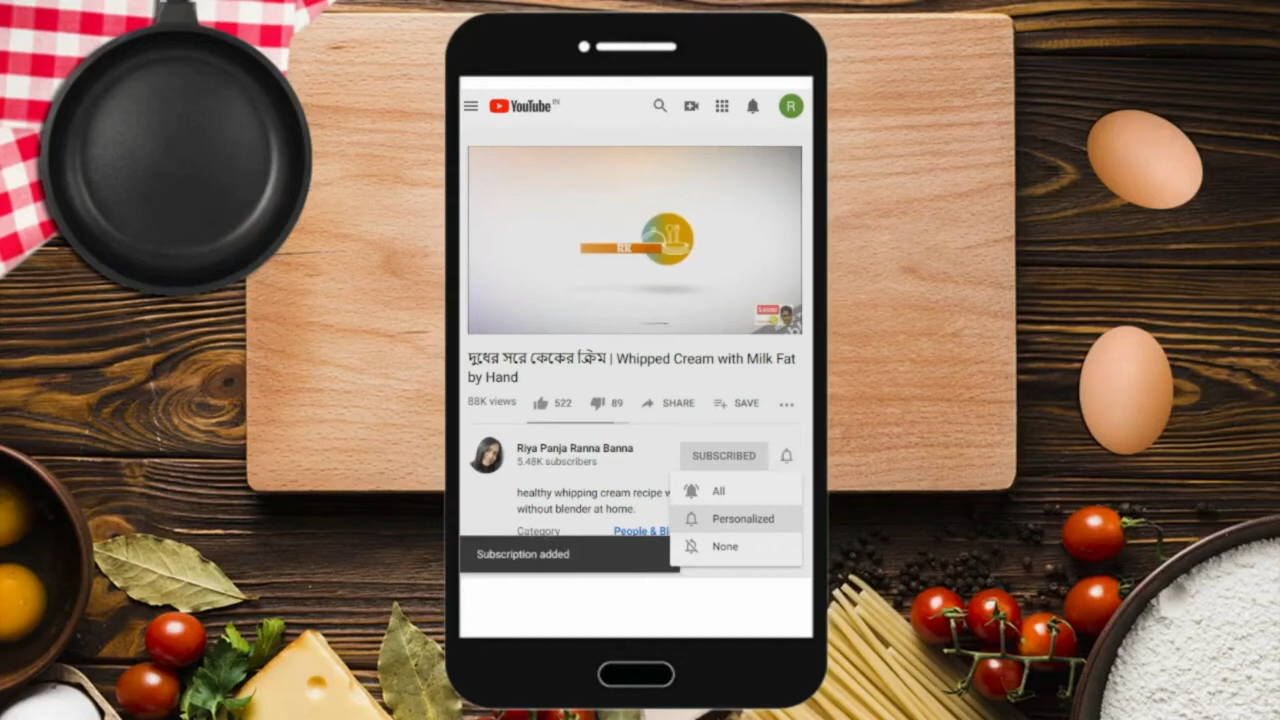 YouTube IN
R
RK
দুধের সরে কেকের ক্রিম | Whipped Cream with Milk Fat
by Hand
88K views 522 89 SHARE SAVE
Riya Panja Ranna Banna
5.48K subscribers
SUBSCRIBED
healthy whipping cream recipe w
without blender at home.
Category People & Bl
All
Personalized
None
Subscription added